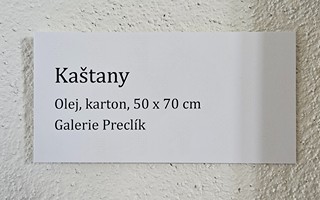 Kaštany
Olej, karton, 50 x 70 cm
Galerie Preclík